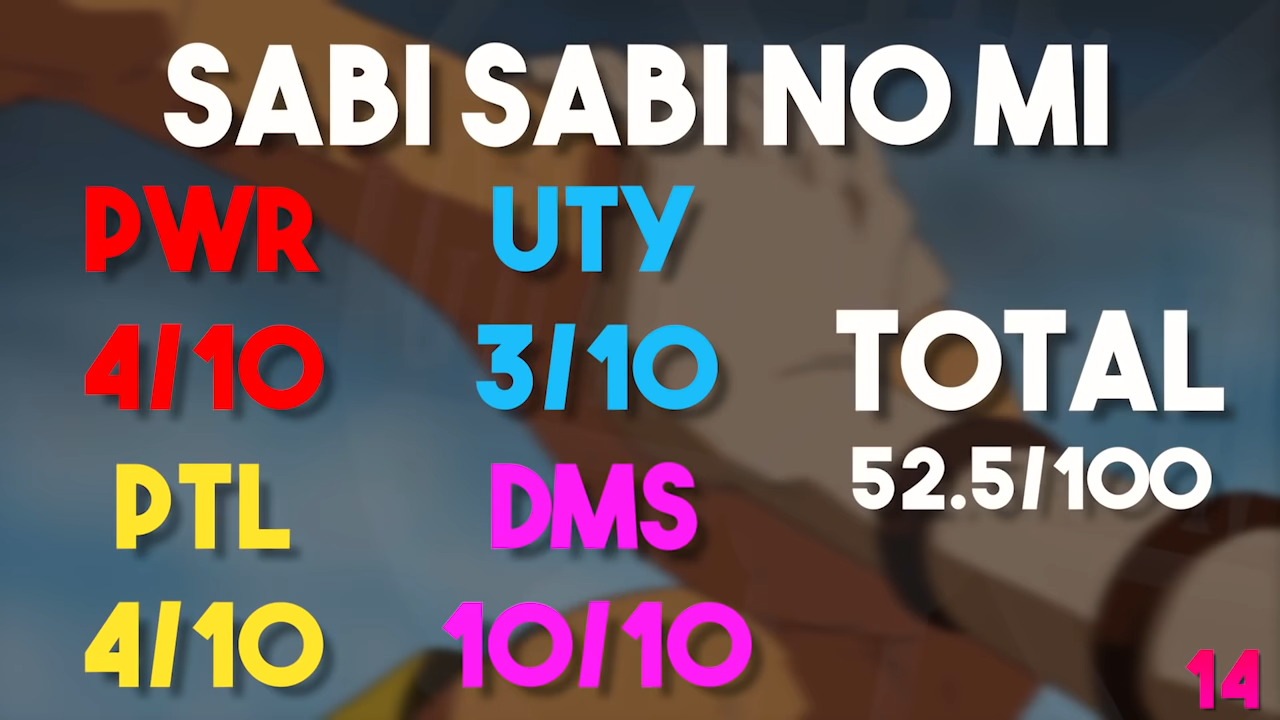 SABI SABI NO MI
PWR
UTY
4/10
3/10
TOTAL
52.5/100
PTL
DMS
4/10
10/10
14